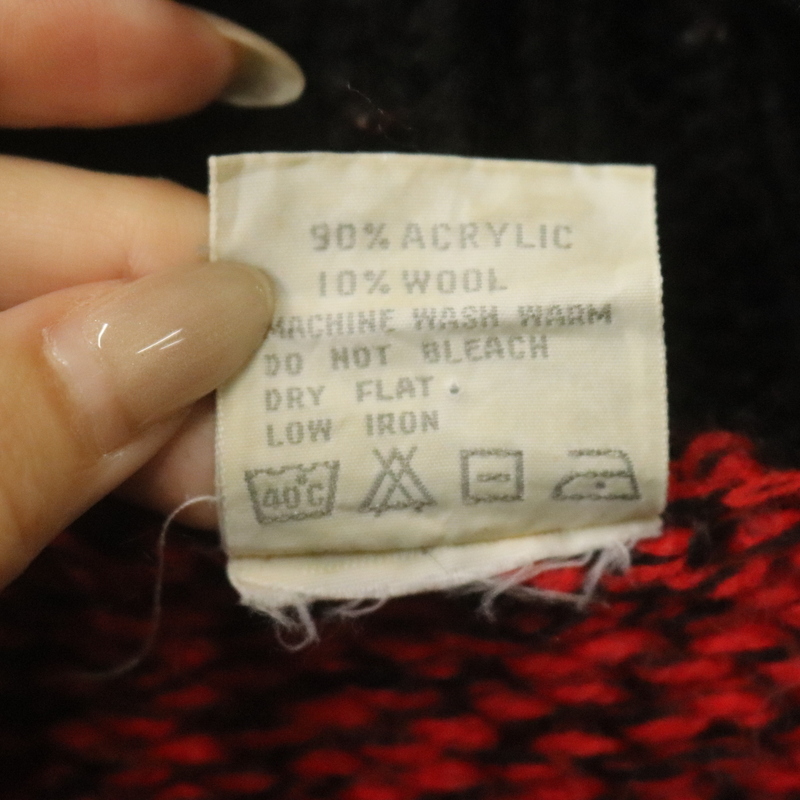 90% ACRYLIC
10% WOOL
MACHINE WASH WARM
DO NOT BLEACH
DRY FLAT.
LOW IRON
40°C